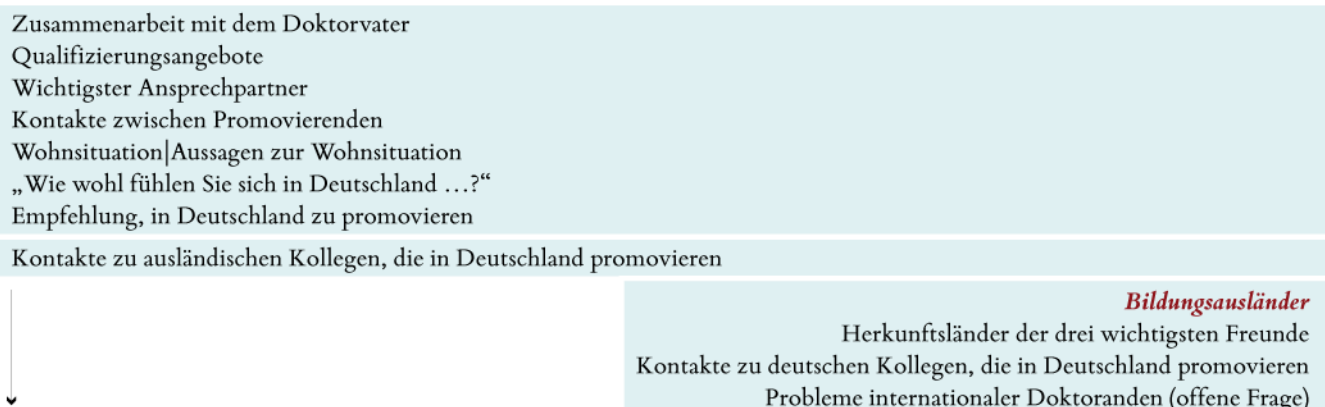 Zusammenarbeit mit dem Doktorvater
Qualifizierungsangebote
Wichtigster Ansprechpartner
Kontakte zwischen Promovierenden
Wohnsituation|Aussagen zur Wohnsituation
„Wie wohl fühlen Sie sich in Deutschland …?“
Empfehlung, in Deutschland zu promovieren
Kontakte zu ausländischen Kollegen, die in Deutschland promovieren
Bildungsausländer
Herkunftsländer der drei wichtigsten Freunde
Kontakte zu deutschen Kollegen, die in Deutschland promovieren
Probleme internationaler Doktoranden (offene Frage)